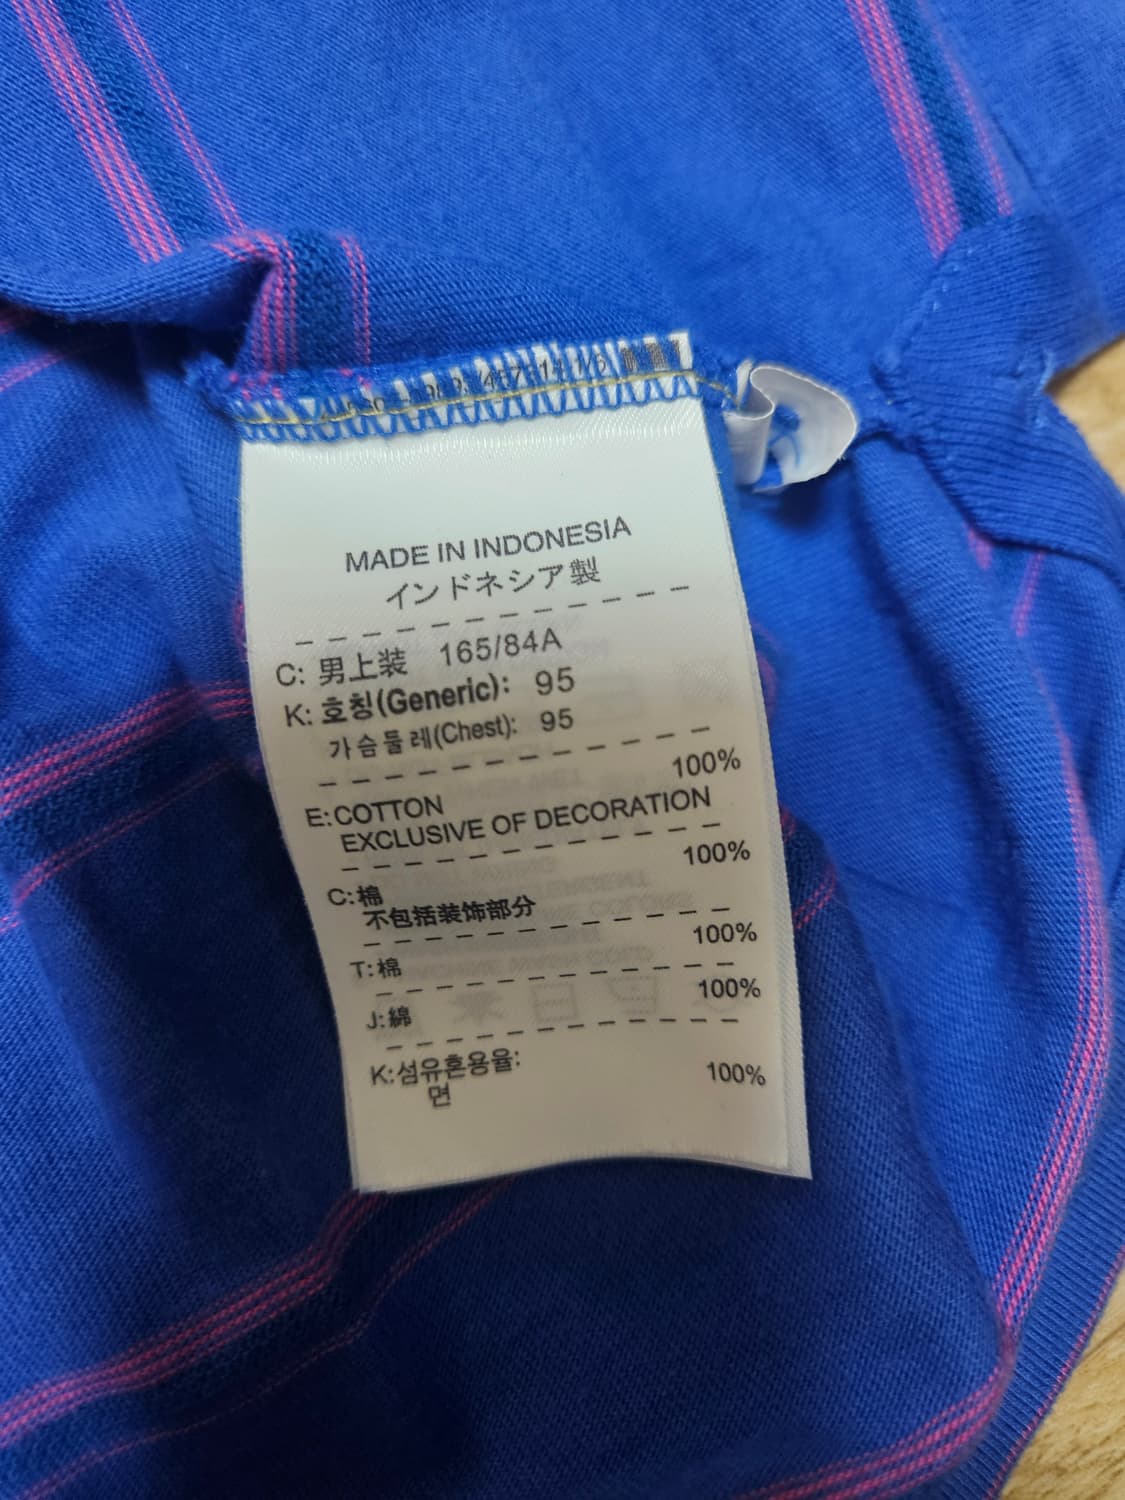 MADE IN INDONESIA
インドネシア製
C: 男上装 165/84A
K: 호칭(Generic): 95
가슴둘레(Chest): 95
100%
E:COTTON
EXCLUSIVE OF DECORATION
100%
C:棉
不包括装饰部分
100%
T:棉
100%
J:綿
K:섬유혼용율:
면 100%